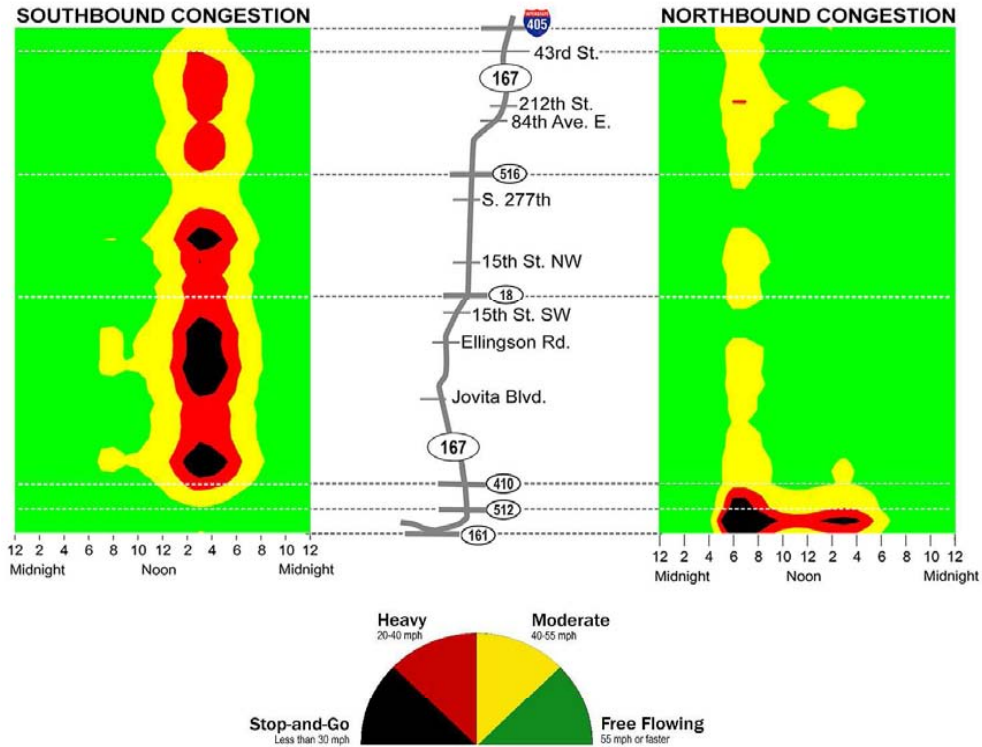 SOUTHBOUND CONGESTION
INTERSTATE
405
NORTHBOUND CONGESTION
43rd St.
167
212th St.
84th Ave. E.
516
S. 277th
15th St. NW
18
15th St. SW
Ellingson Rd.
Jovita Blvd.
167
410
512
161
12 2 4 6 8 10 12 2 4 6 8 10 12
Midnight Noon Midnight
12 2 4 6 8 10 12 2 4 6 8 10 12
Midnight Noon Midnight
Heavy
20-40 mph
Moderate
40-55 mph
Stop-and-Go
Less than 30 mph
Free Flowing
55 mph or faster